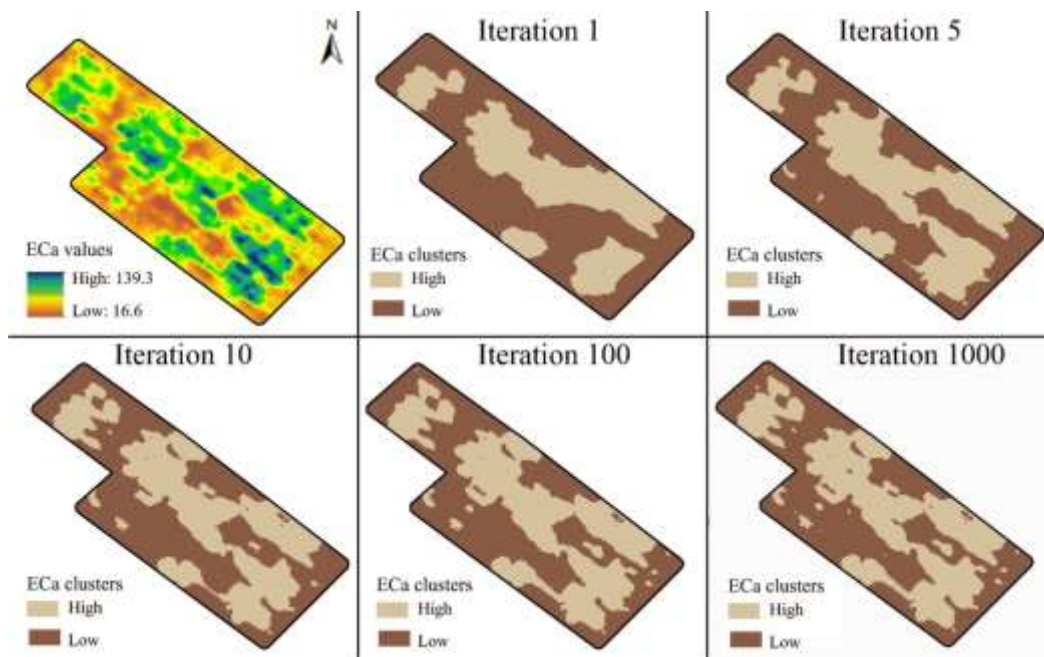 N
ECa values
High: 139.3
Low: 16.6
Iteration 1
ECa clusters
High
Low
Iteration 5
ECa clusters
High
Low
Iteration 10
ECa clusters
High
Low
Iteration 100
ECa clusters
High
Low
Iteration 1000
ECa clusters
High
Low